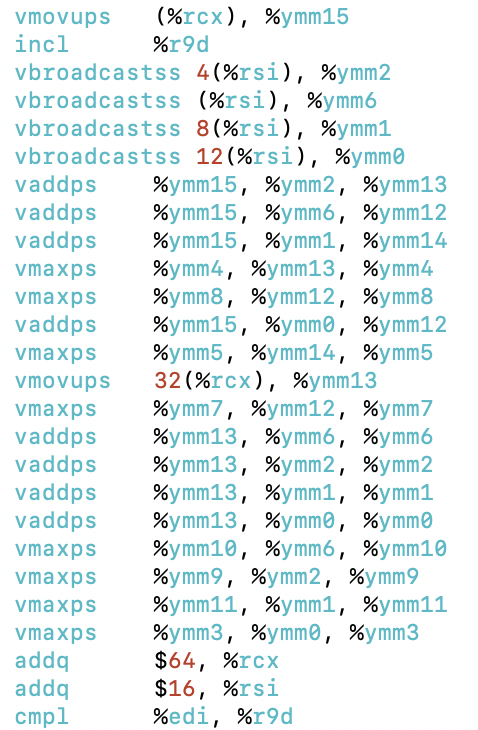 vmovups (%rcx), %ymm15
incl %r9d
vbroadcastss 4(%rsi), %ymm2
vbroadcastss (%rsi), %ymm6
vbroadcastss 8(%rsi), %ymm1
vbroadcastss 12(%rsi), %ymm0
vaddps %ymm15, %ymm2, %ymm13
vaddps %ymm15, %ymm6, %ymm12
vaddps %ymm15, %ymm1, %ymm14
vmaxps %ymm4, %ymm13, %ymm4
vmaxps %ymm8, %ymm12, %ymm8
vaddps %ymm15, %ymm0, %ymm12
vmaxps %ymm5, %ymm14, %ymm5
vmovups 32(%rcx), %ymm13
vmaxps %ymm7, %ymm12, %ymm7
vaddps %ymm13, %ymm6, %ymm6
vaddps %ymm13, %ymm2, %ymm2
vaddps %ymm13, %ymm1, %ymm1
vaddps %ymm13, %ymm0, %ymm0
vmaxps %ymm10, %ymm6, %ymm10
vmaxps %ymm9, %ymm2, %ymm9
vmaxps %ymm11, %ymm1, %ymm11
vmaxps %ymm3, %ymm0, %ymm3
addq $64, %rcx
addq $16, %rsi
cmpl %edi, %r9d